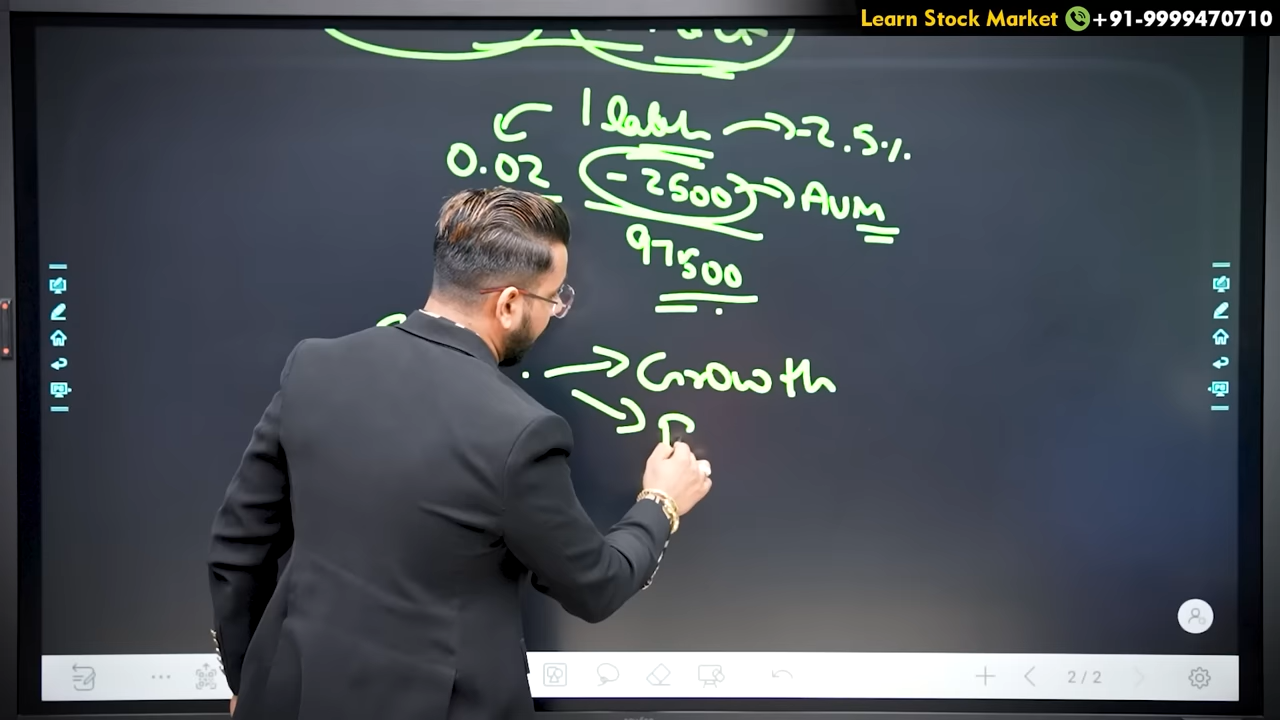 Learn Stock Market +91-9999470710
1 lakh → -2.5%
0.02 -2500 → AUM
97500
→ Growth
2/2